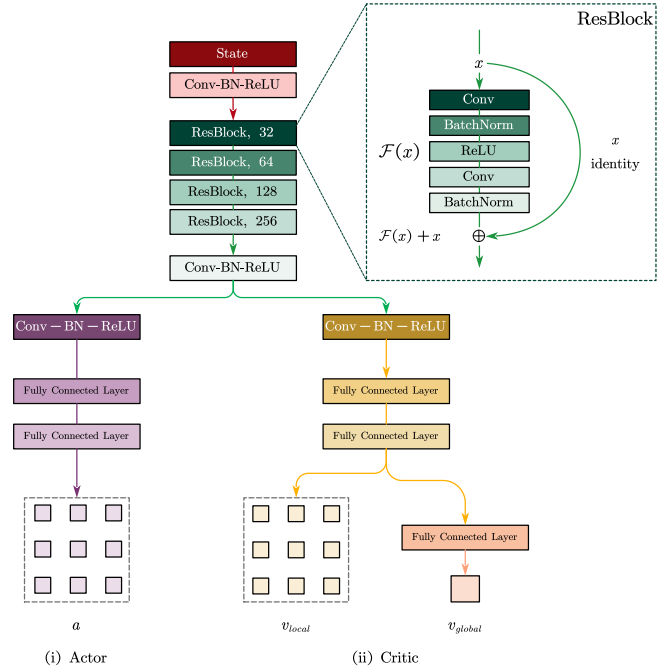 ResBlock
State
Conv-BN-ReLU
ResBlock, 32
ResBlock, 64
ResBlock, 128
ResBlock, 256
Conv-BN-ReLU
x
Conv
BatchNorm
ReLU
Conv
BatchNorm
ℱ(x)
x
identity
ℱ(x) + x
⊕
Conv − BN − ReLU
Fully Connected Layer
Fully Connected Layer
a
(i) Actor
Conv − BN − ReLU
Fully Connected Layer
Fully Connected Layer
Fully Connected Layer
v_local
v_global
(ii) Critic